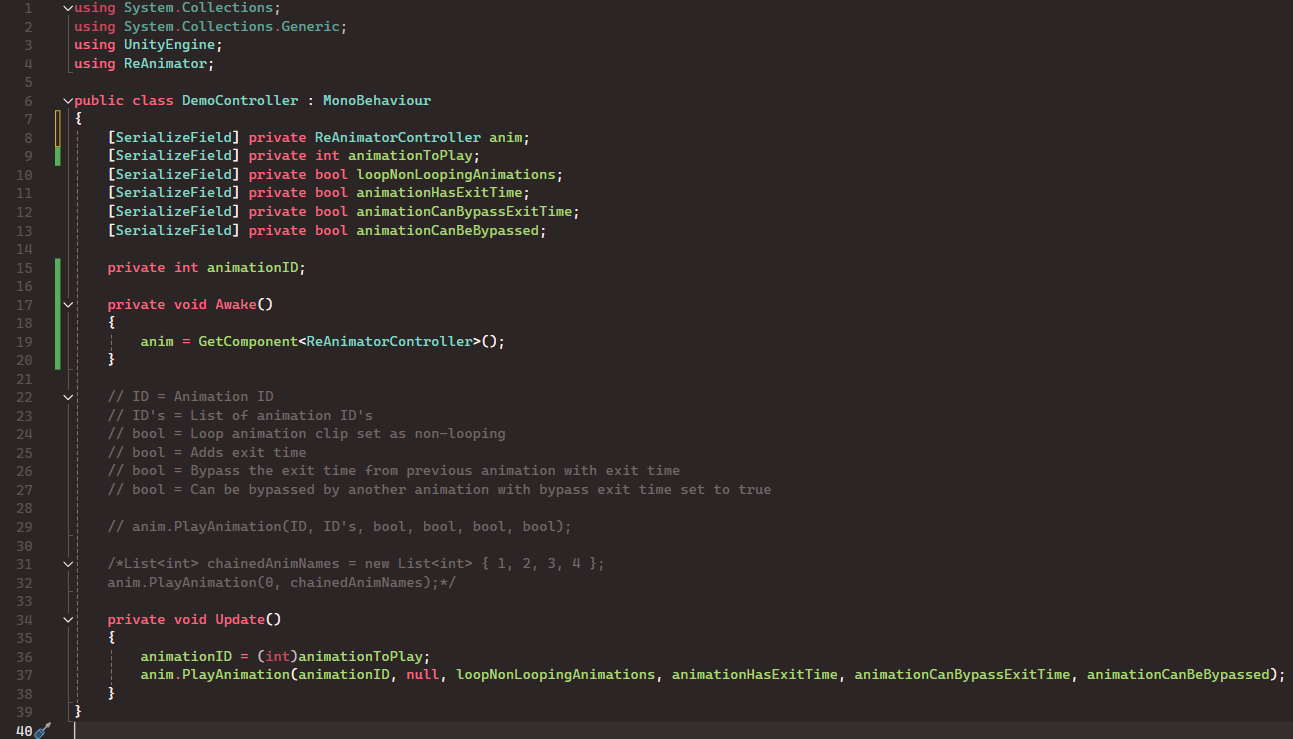 1 using System.Collections;
2 using System.Collections.Generic;
3 using UnityEngine;
4 using ReAnimator;
5
6 public class DemoController : MonoBehaviour
7 {
8 [SerializeField] private ReAnimatorController anim;
9 [SerializeField] private int animationToPlay;
10 [SerializeField] private bool loopNonLoopingAnimations;
11 [SerializeField] private bool animationHasExitTime;
12 [SerializeField] private bool animationCanBypassExitTime;
13 [SerializeField] private bool animationCanBeBypassed;
14
15 private int animationID;
16
17 private void Awake()
18 {
19 anim = GetComponent<ReAnimatorController>();
20 }
21
22 // ID = Animation ID
23 // ID's = List of animation ID's
24 // bool = Loop animation clip set as non-looping
25 // bool = Adds exit time
26 // bool = Bypass the exit time from previous animation with exit time
27 // bool = Can be bypassed by another animation with bypass exit time set to true
28
29 // anim.PlayAnimation(ID, ID's, bool, bool, bool, bool);
30
31 /*List<int> chainedAnimNames = new List<int> { 1, 2, 3, 4 };
32 anim.PlayAnimation(0, chainedAnimNames);*/
33
34 private void Update()
35 {
36 animationID = (int)animationToPlay;
37 anim.PlayAnimation(animationID, null, loopNonLoopingAnimations, animationHasExitTime, animationCanBypassExitTime, animationCanBeBypassed);
38 }
39 }
40